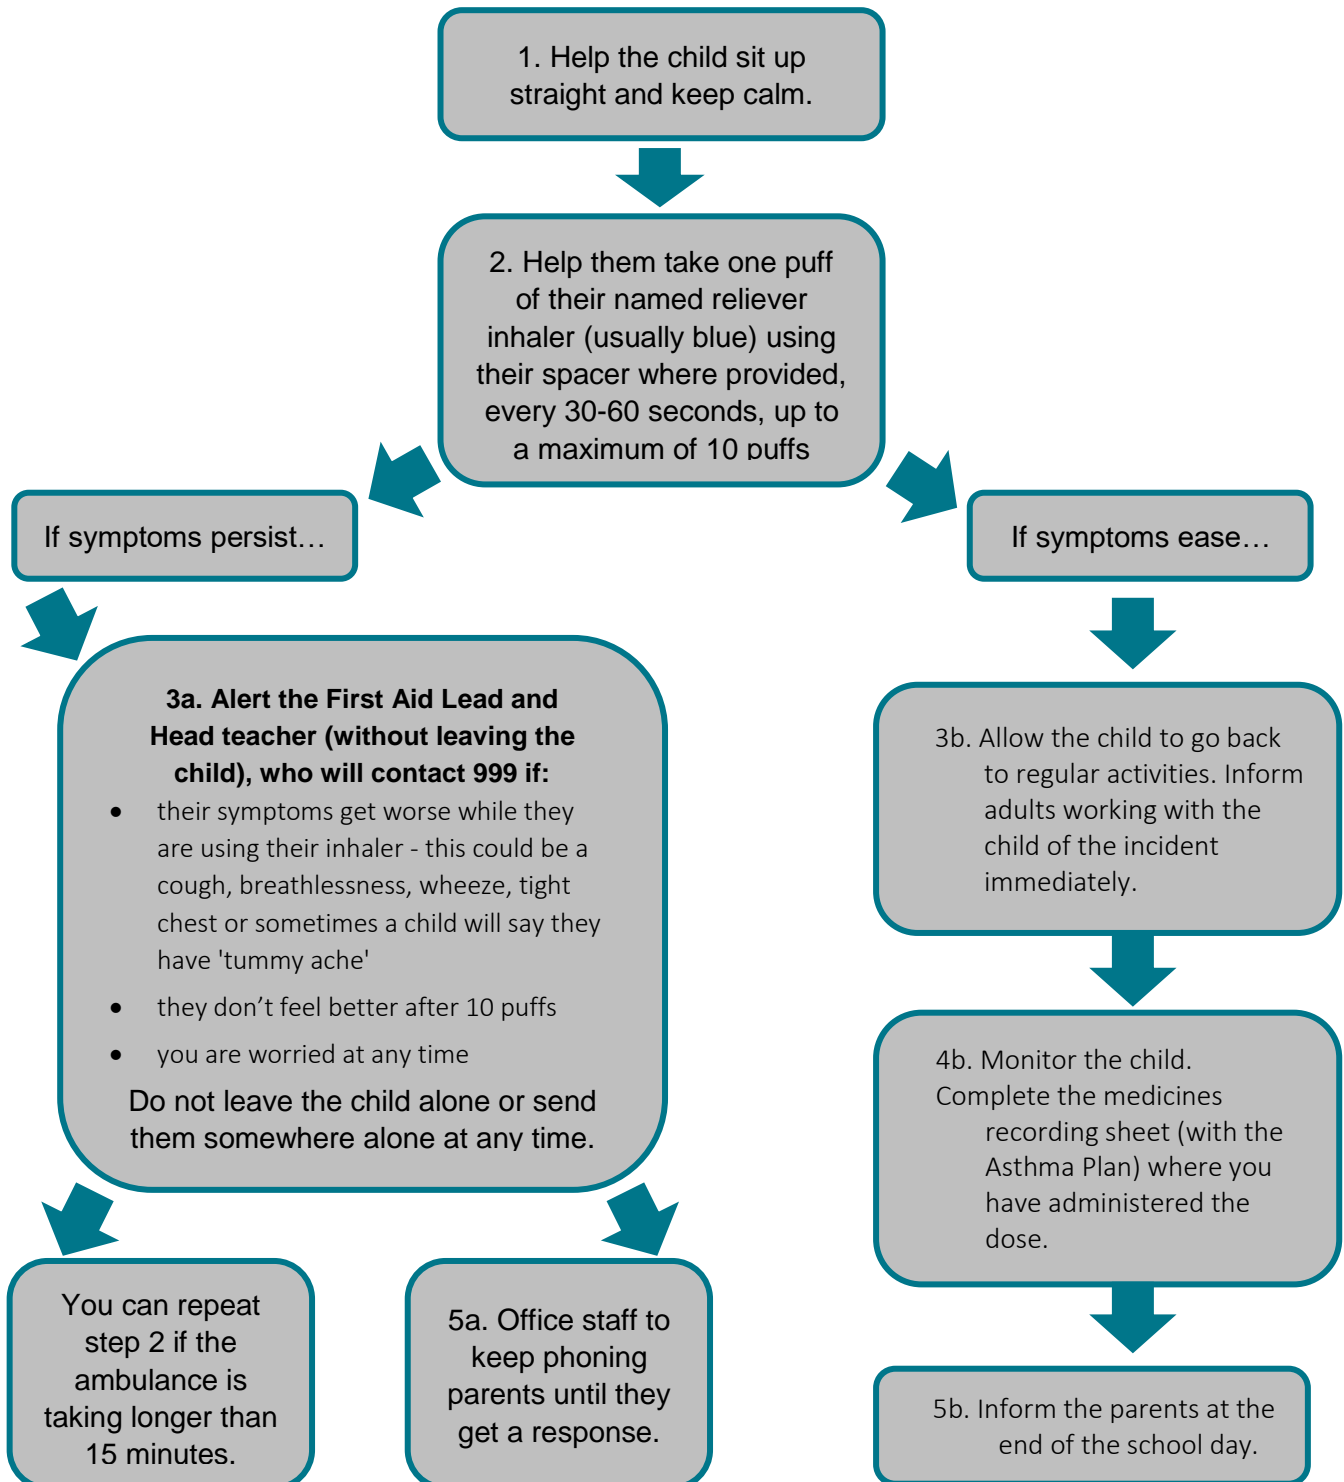 1. Help the child sit up
straight and keep calm.
2. Help them take one puff
of their named reliever
inhaler (usually blue) using
their spacer where provided,
every 30-60 seconds, up to
a maximum of 10 puffs
If symptoms persist…
If symptoms ease…
3a. Alert the First Aid Lead and
Head teacher (without leaving the
child), who will contact 999 if:
• their symptoms get worse while they
are using their inhaler - this could be a
cough, breathlessness, wheeze, tight
chest or sometimes a child will say they
have 'tummy ache'
• they don’t feel better after 10 puffs
• you are worried at any time
Do not leave the child alone or send
them somewhere alone at any time.
3b. Allow the child to go back
to regular activities. Inform
adults working with the
child of the incident
immediately.
4b. Monitor the child.
Complete the medicines
recording sheet (with the
Asthma Plan) where you
have administered the
dose.
You can repeat
step 2 if the
ambulance is
taking longer than
15 minutes.
5a. Office staff to
keep phoning
parents until they
get a response.
5b. Inform the parents at the
end of the school day.